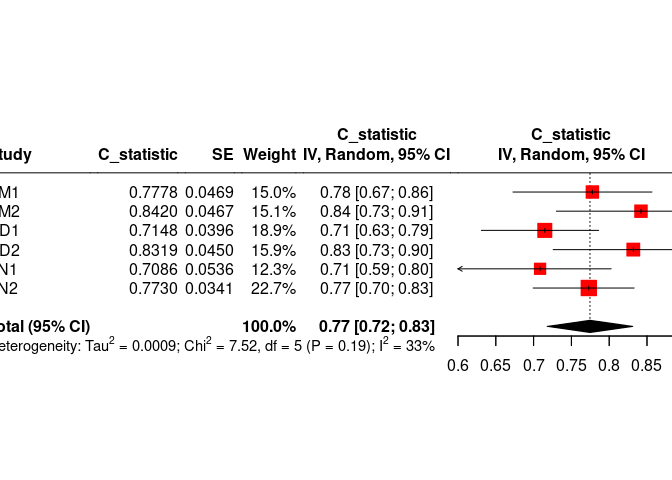 C_statistic C_statistic
tudy C_statistic SE Weight IV, Random, 95% CI IV, Random, 95% CI
M1 0.7778 0.0469 15.0% 0.78 [0.67; 0.86]
M2 0.8420 0.0467 15.1% 0.84 [0.73; 0.91]
D1 0.7148 0.0396 18.9% 0.71 [0.63; 0.79]
D2 0.8319 0.0450 15.9% 0.83 [0.73; 0.90]
N1 0.7086 0.0536 12.3% 0.71 [0.59; 0.80]
N2 0.7730 0.0341 22.7% 0.77 [0.70; 0.83]
otal (95% CI) 100.0% 0.77 [0.72; 0.83]
eterogeneity: Tau² = 0.0009; Chi² = 7.52, df = 5 (P = 0.19); I² = 33%
0.6 0.65 0.7 0.75 0.8 0.85